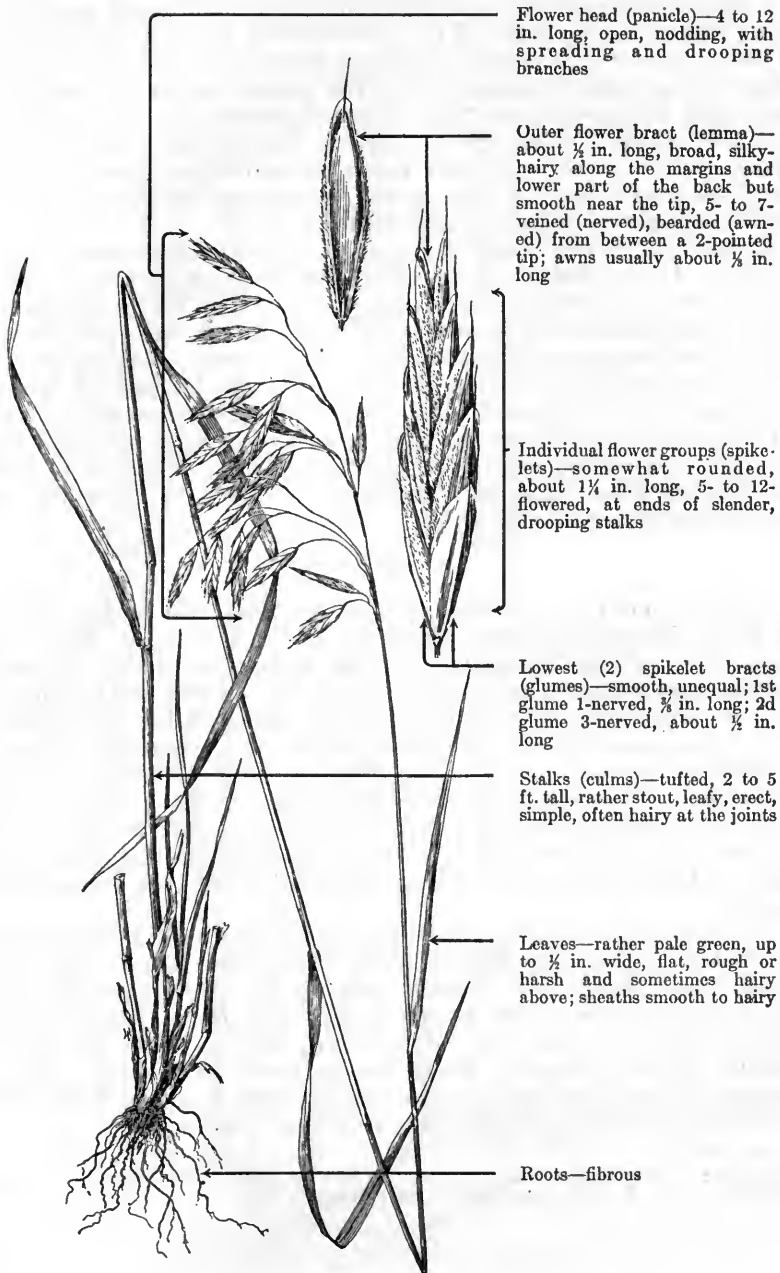 Flower head (panicle)—4 to 12
in. long, open, nodding, with
spreading and drooping
branches
Outer flower bract (lemma)—
about ½ in. long, broad, silky-
hairy along the margins and
lower part of the back but
smooth near the tip, 5- to 7-
veined (nerved), bearded (awn-
ed) from between a 2-pointed
tip; awns usually about ⅛ in.
long
Individual flower groups (spike-
lets)—somewhat rounded,
about 1¼ in. long, 5- to 12-
flowered, at ends of slender,
drooping stalks
Lowest (2) spikelet bracts
(glumes)—smooth, unequal; 1st
glume 1-nerved, ⅜ in. long; 2d
glume 3-nerved, about ½ in.
long
Stalks (culms)—tufted, 2 to 5
ft. tall, rather stout, leafy, erect,
simple, often hairy at the joints
Leaves—rather pale green, up
to ½ in. wide, flat, rough or
harsh and sometimes hairy
above; sheaths smooth to hairy
Roots—fibrous